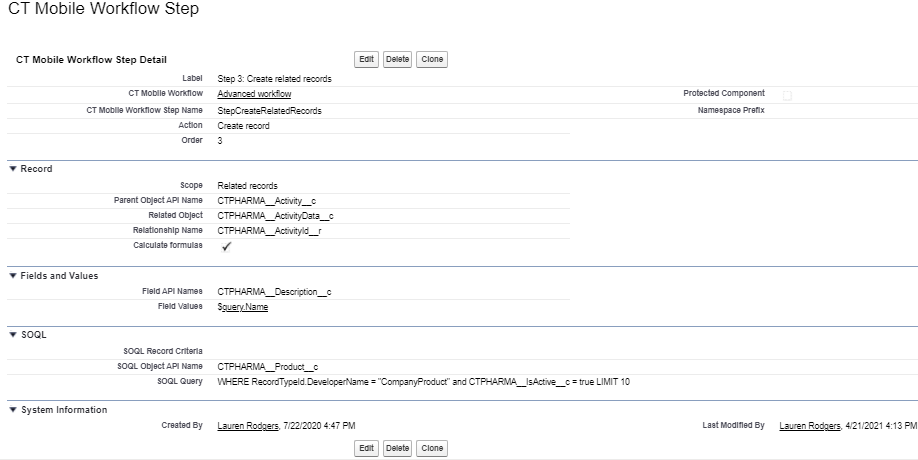 CT Mobile Workflow Step
CT Mobile Workflow Step Detail Edit Delete Clone
Label Step 3: Create related records
CT Mobile Workflow Advanced workflow Protected Component
CT Mobile Workflow Step Name StepCreateRelatedRecords Namespace Prefix
Action Create record
Order 3
Record
Scope Related records
Parent Object API Name CTPHARMA__Activity__c
Related Object CTPHARMA__ActivityData__c
Relationship Name CTPHARMA__ActivityId__r
Calculate formulas
Fields and Values
Field API Names CTPHARMA__Description__c
Field Values $query.Name
SOQL
SOQL Record Criteria
SOQL Object API Name CTPHARMA__Product__c
SOQL Query WHERE RecordTypeId.DeveloperName = "CompanyProduct" and CTPHARMA__IsActive__c = true LIMIT 10
System Information
Created By Lauren Rodgers, 7/22/2020 4:47 PM Last Modified By Lauren Rodgers, 4/21/2021 4:13 PM
Edit Delete Clone